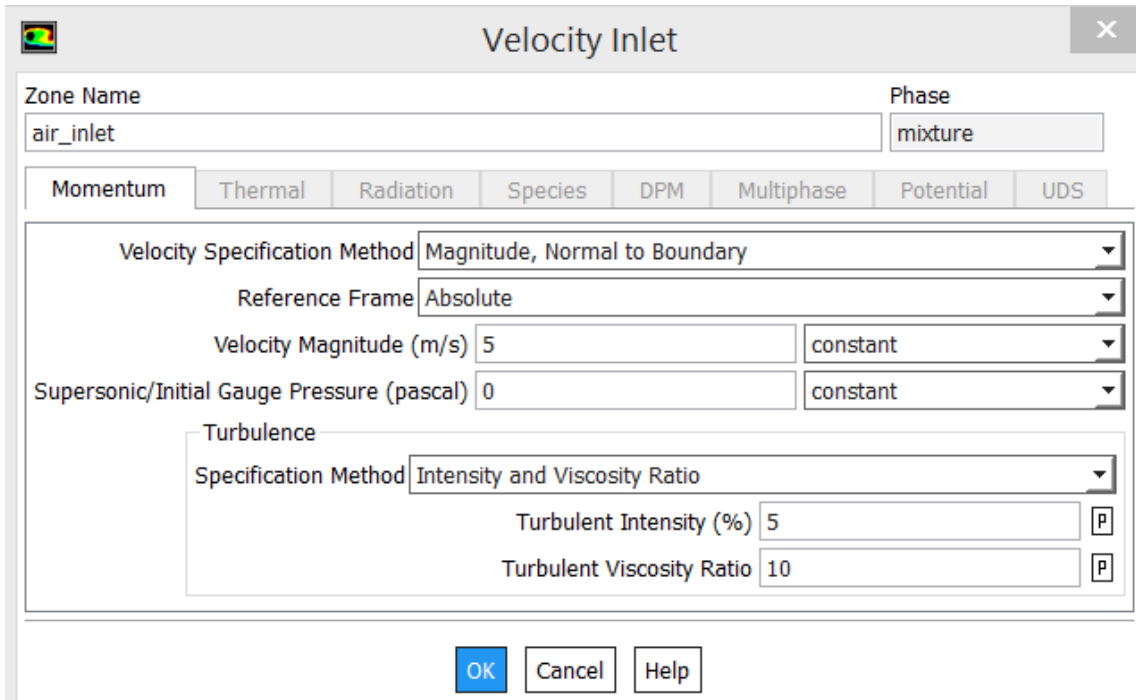 Velocity Inlet
Zone Name Phase
air_inlet mixture
Momentum Thermal Radiation Species DPM Multiphase Potential UDS
Velocity Specification Method Magnitude, Normal to Boundary
Reference Frame Absolute
Velocity Magnitude (m/s) 5 constant
Supersonic/Initial Gauge Pressure (pascal) 0 constant
Turbulence
Specification Method Intensity and Viscosity Ratio
Turbulent Intensity (%) 5 P
Turbulent Viscosity Ratio 10 P
OK Cancel Help